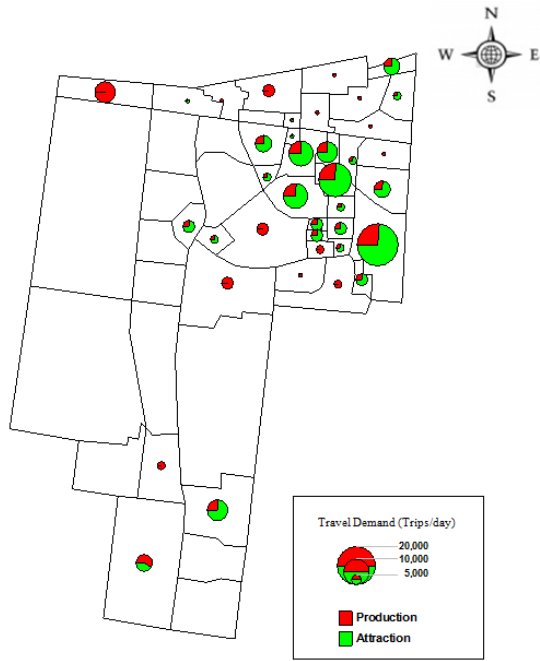 N
W E
S
Travel Demand (Trips/day)
20,000
10,000
5,000
Production
Attraction